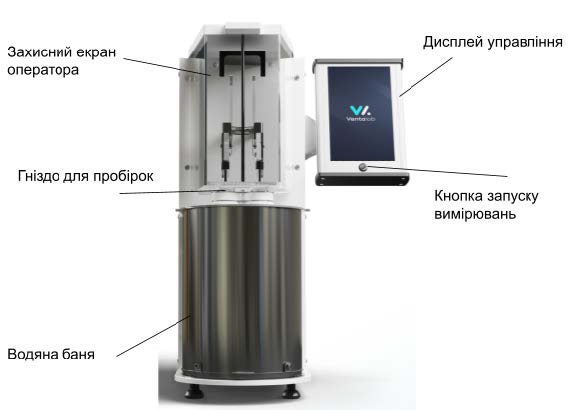 Захисний екран
оператора
Дисплей управління
Ventalab
Гніздо для пробірок
Кнопка запуску
вимірювань
Водяна баня